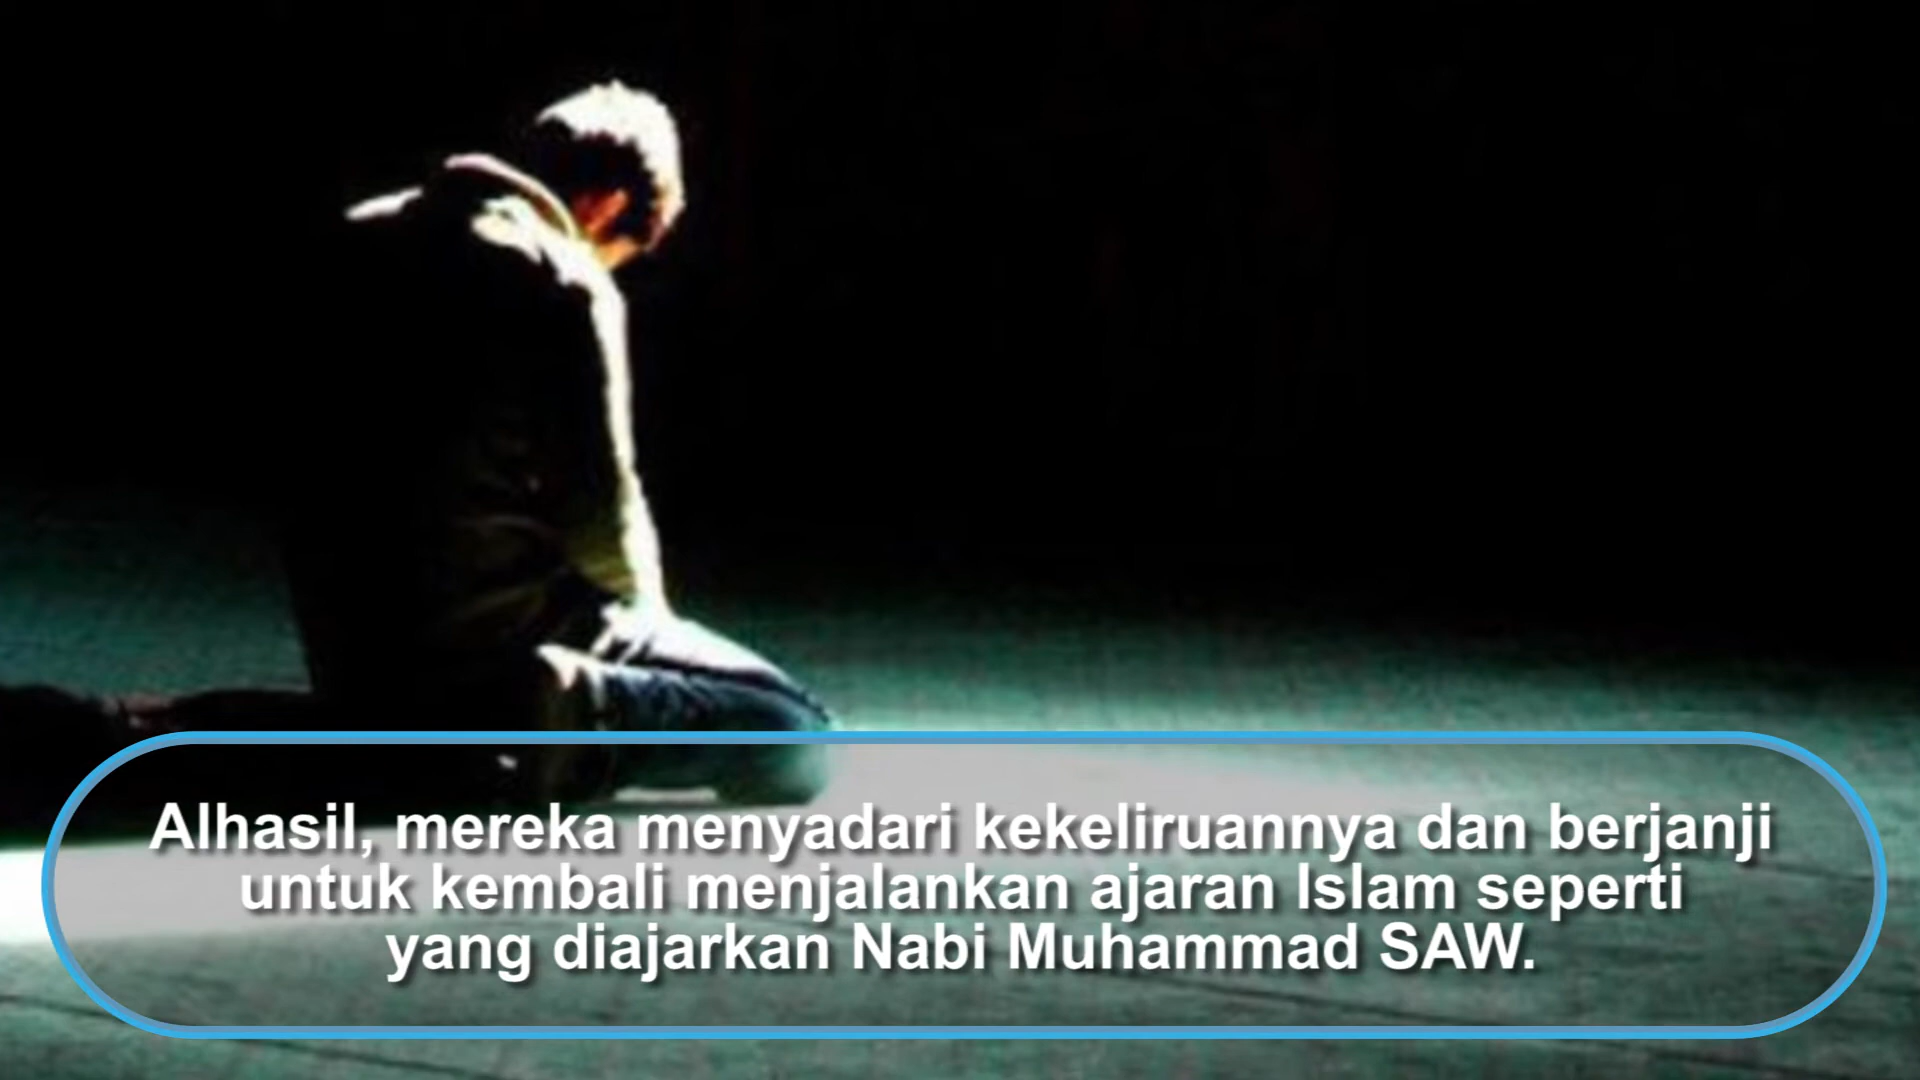 Alhasil, mereka menyadari kekeliruannya dan berjanji
untuk kembali menjalankan ajaran Islam seperti
yang diajarkan Nabi Muhammad SAW.